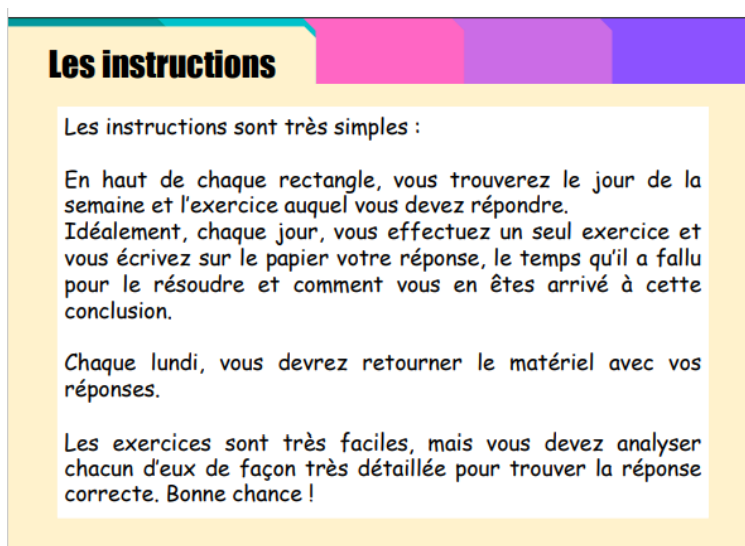 Les instructions
Les instructions sont très simples :
En haut de chaque rectangle, vous trouverez le jour de la
semaine et l'exercice auquel vous devez répondre.
Idéalement, chaque jour, vous effectuez un seul exercice et
vous écrivez sur le papier votre réponse, le temps qu'il a fallu
pour le résoudre et comment vous en êtes arrivé à cette
conclusion.
Chaque lundi, vous devrez retourner le matériel avec vos
réponses.
Les exercices sont très faciles, mais vous devez analyser
chacun d'eux de façon très détaillée pour trouver la réponse
correcte. Bonne chance !